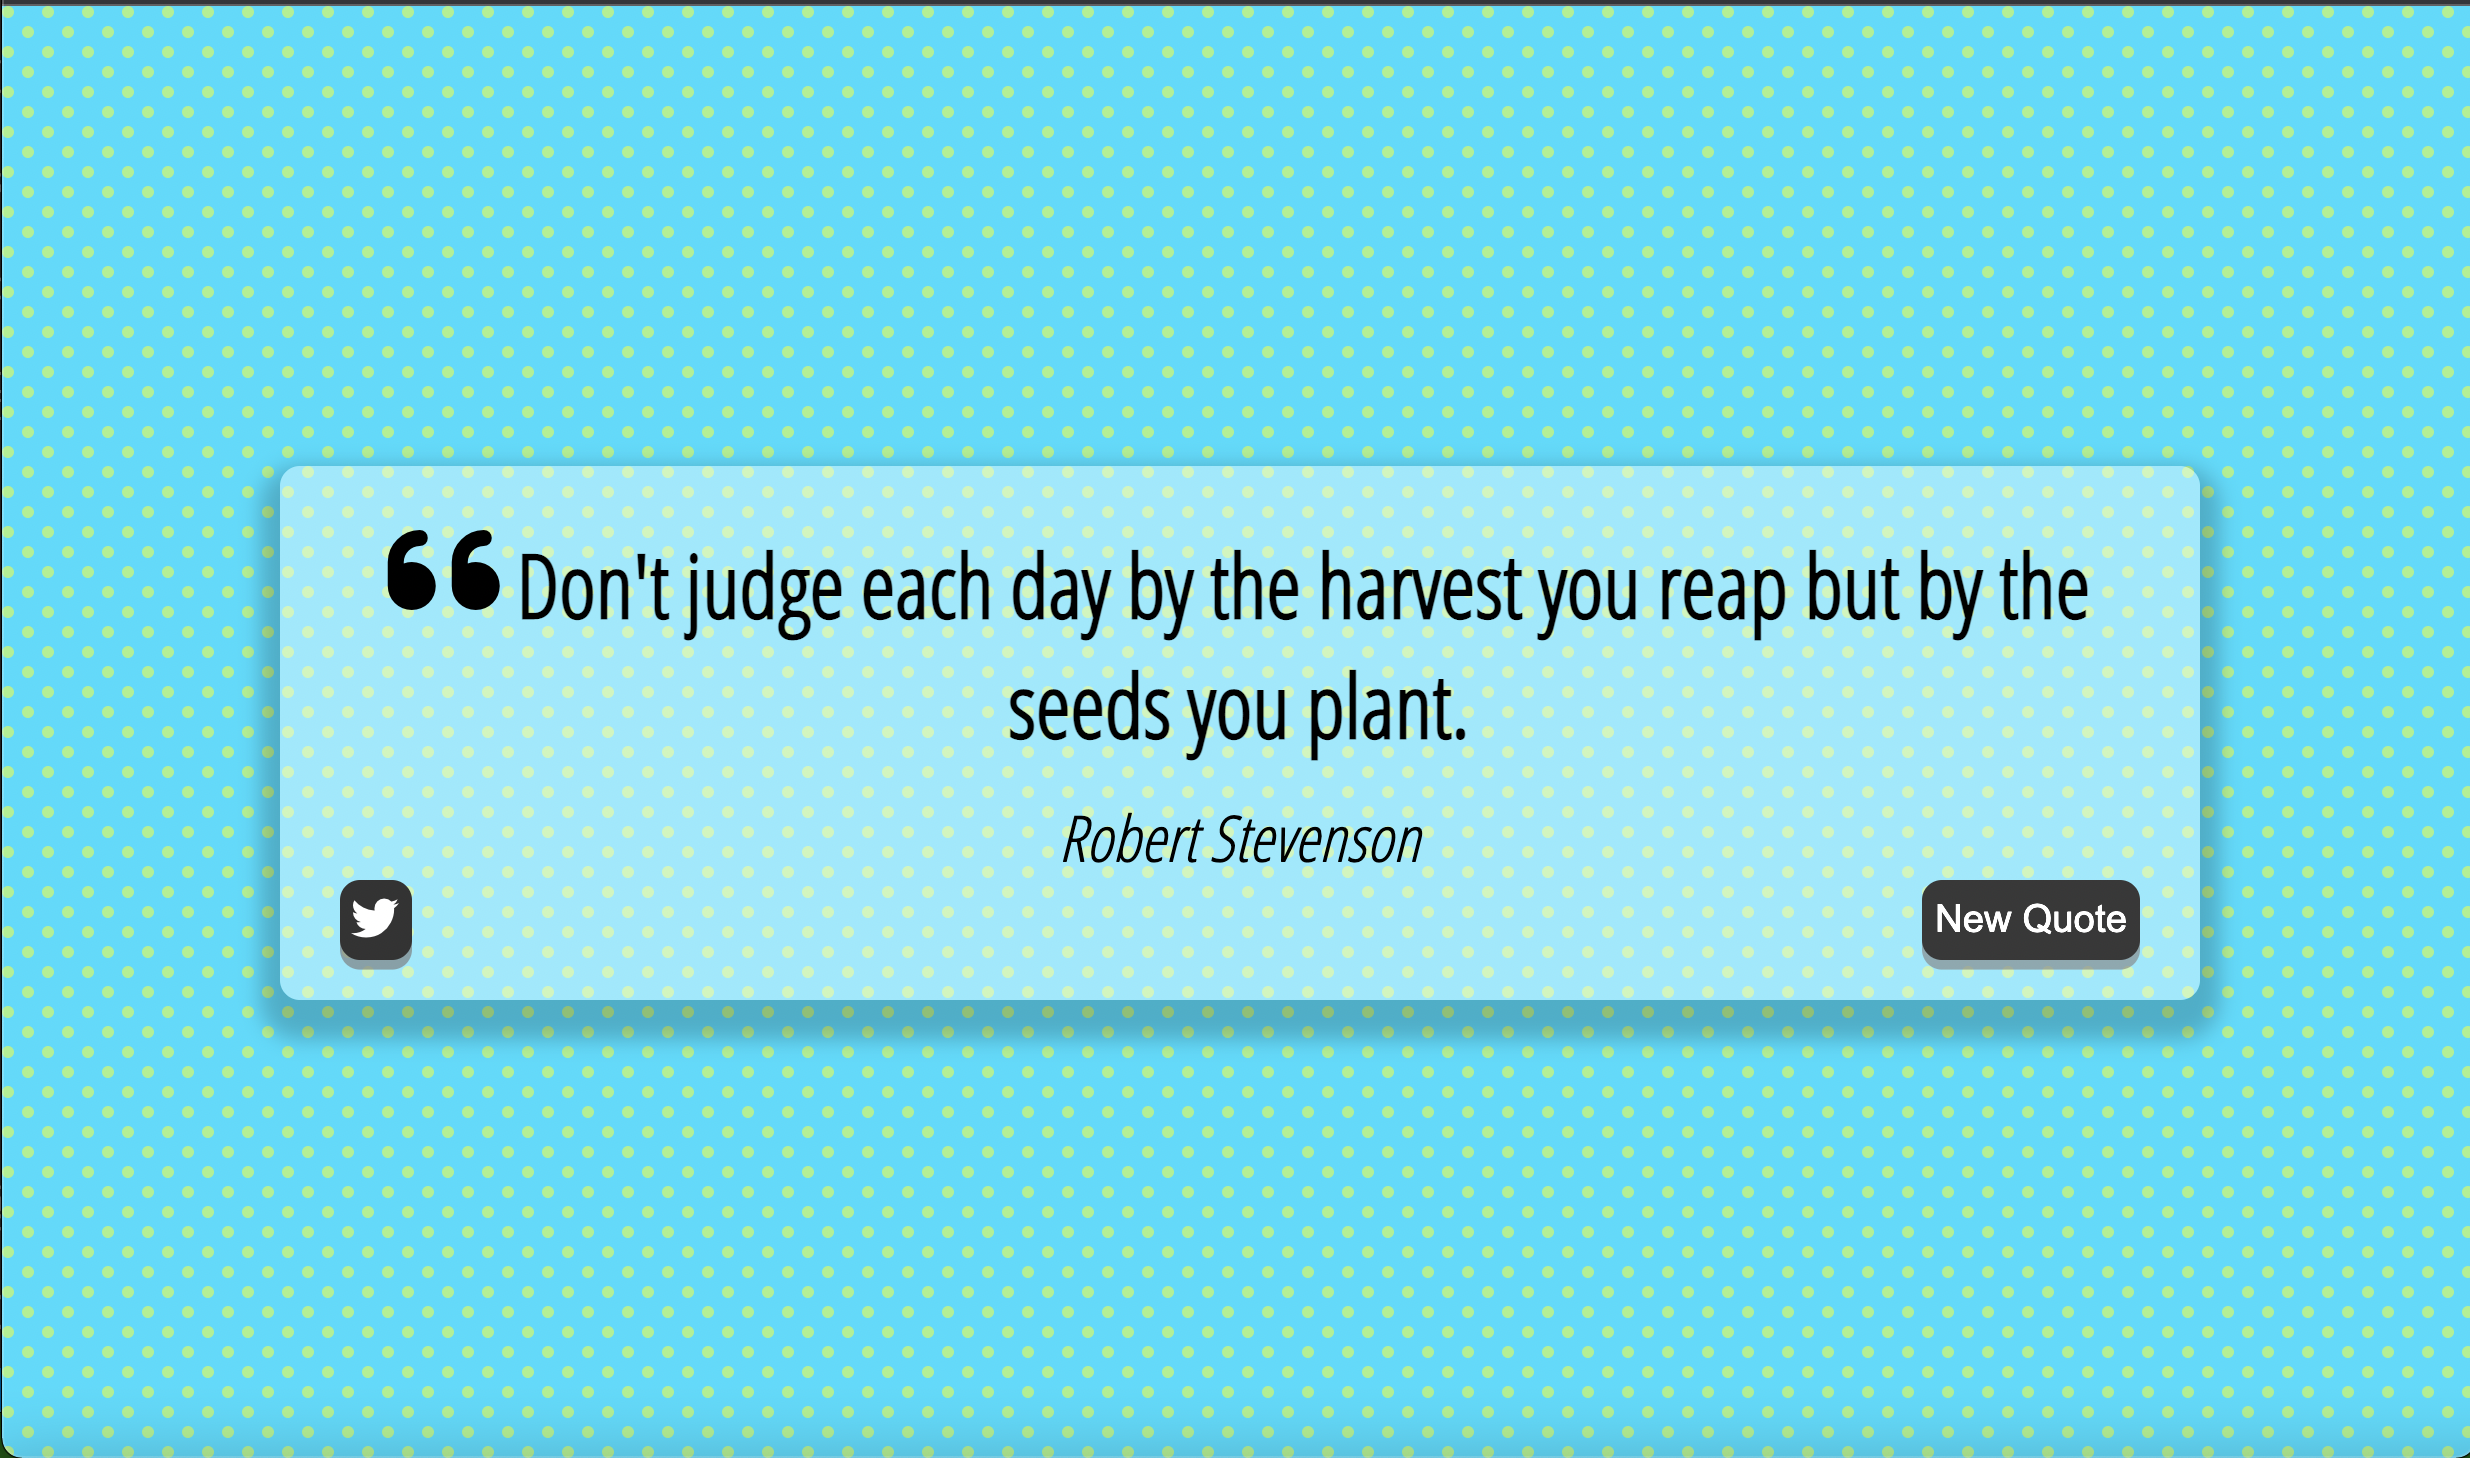 “ Don't judge each day by the harvest you reap but by the
seeds you plant.
Robert Stevenson
New Quote